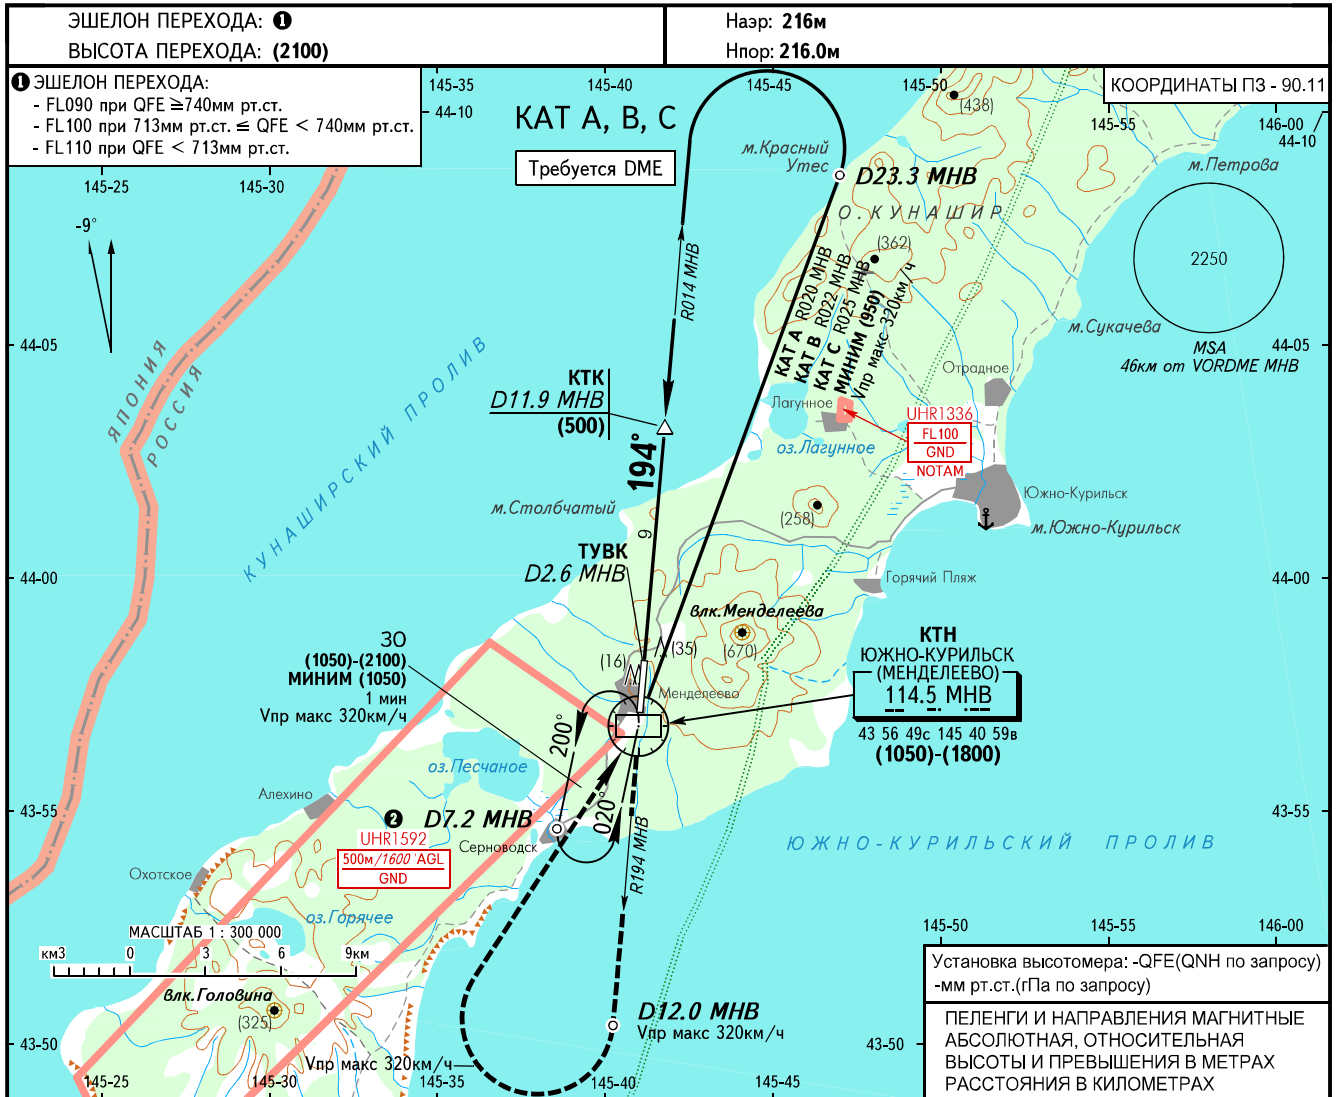 ЭШЕЛОН ПЕРЕХОДА: ❶
ВЫСОТА ПЕРЕХОДА: (2100)
Наэр: 216м
Нпор: 216.0м
❶ ЭШЕЛОН ПЕРЕХОДА:
- FL090 при QFE ≧740мм рт.ст.
- FL100 при 713мм рт.ст. ≦ QFE < 740мм рт.ст.
- FL110 при QFE < 713мм рт.ст.
КООРДИНАТЫ ПЗ - 90.11
145-35
145-40
145-45
145-50
145-55
146-00
44-10
44-10
145-25
145-30
КАТ A, B, C
Требуется DME
-9°
м.Красный
Утес
D23.3 МНВ
О. КУНАШИР
(438)
(362)
м.Петрова
2250
MSA
46км от VORDME МНВ
м.Сукачева
44-05
44-05
ЯПОНИЯ
РОССИЯ
КУНАШИРСКИЙ ПРОЛИВ
R014 МНВ
КАТ A R020 МНВ
КАТ B R022 МНВ
КАТ C R025 МНВ
МИНИМ (950)
Vпр макс 320км/ч
КТК
D11.9 МНВ
(500)
194°
9
Отрадное
Лагунное
оз.Лагунное
UHR1336
FL100
GND
NOTAM
Южно-Курильск
м.Южно-Курильск
м.Столбчатый
(258)
ТУВК
D2.6 МНВ
44-00
44-00
Горячий Пляж
влк.Менделеева
(670)
(35)
(16)
Менделеево
КТН
ЮЖНО-КУРИЛЬСК
(МЕНДЕЛЕЕВО)
114.5 МНВ
43 56 49с 145 40 59в
(1050)-(1800)
ЗО
(1050)-(2100)
МИНИМ (1050)
1 мин
Vпр макс 320км/ч
200°
020°
R194 МНВ
оз.Песчаное
Алехино
43-55
43-55
❷ D7.2 МНВ
UHR1592
500м/1600 'AGL
GND
Серноводск
ЮЖНО-КУРИЛЬСКИЙ ПРОЛИВ
Охотское
оз.Горячее
МАСШТАБ 1 : 300 000
км3 0 3 6 9км
влк.Головина
(325)
D12.0 МНВ
Vпр макс 320км/ч
Vпр макс 320км/ч
43-50
43-50
145-25
145-30
145-35
145-40
145-45
145-50
145-55
146-00
Установка высотомера: -QFE(QNH по запросу)
-мм рт.ст.(гПа по запросу)
ПЕЛЕНГИ И НАПРАВЛЕНИЯ МАГНИТНЫЕ
АБСОЛЮТНАЯ, ОТНОСИТЕЛЬНАЯ
ВЫСОТЫ И ПРЕВЫШЕНИЯ В МЕТРАХ
РАССТОЯНИЯ В КИЛОМЕТРАХ